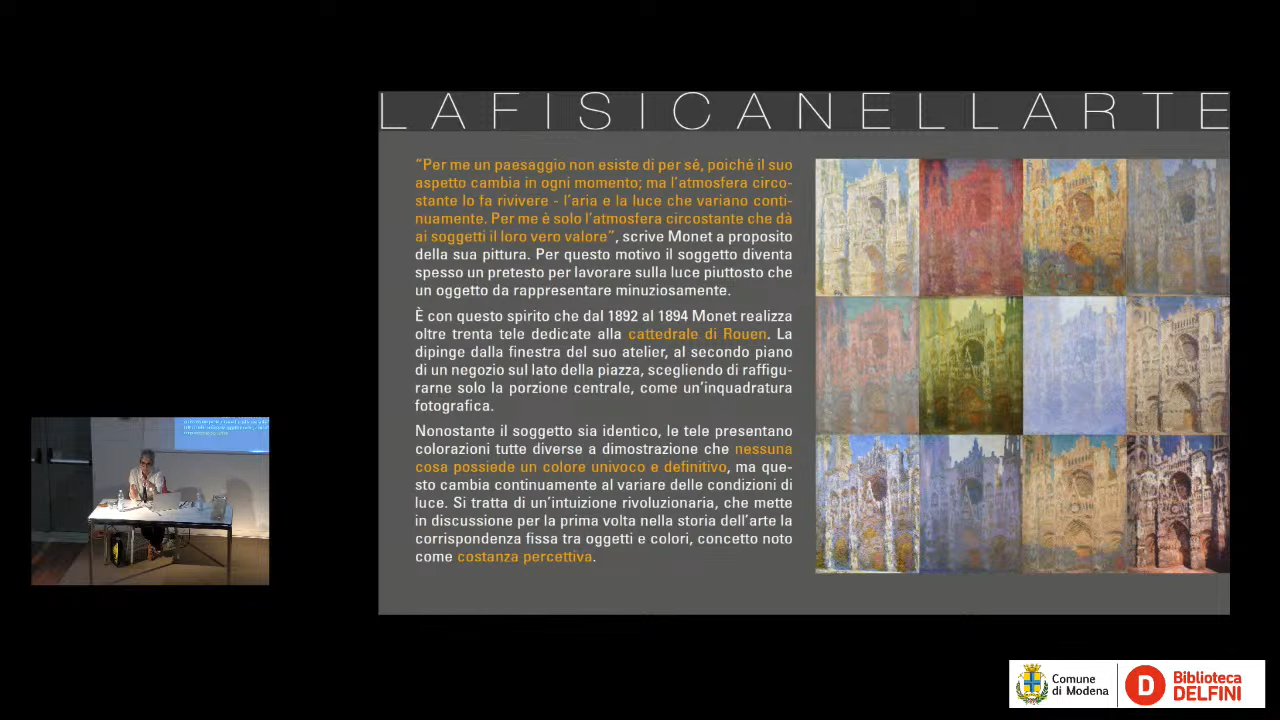 LAFISICANELLARTE
“Per me un paesaggio non esiste di per sé, poiché il suo
aspetto cambia in ogni momento; ma l’atmosfera circo-
stante lo fa rivivere - l’aria e la luce che variano conti-
nuamente. Per me è solo l’atmosfera circostante che dà
ai soggetti il loro vero valore”, scrive Monet a proposito
della sua pittura. Per questo motivo il soggetto diventa
spesso un pretesto per lavorare sulla luce piuttosto che
un oggetto da rappresentare minuziosamente.
È con questo spirito che dal 1892 al 1894 Monet realizza
oltre trenta tele dedicate alla cattedrale di Rouen. La
dipinge dalla finestra del suo atelier, al secondo piano
di un negozio sul lato della piazza, scegliendo di raffigu-
rarne solo la porzione centrale, come un’inquadratura
fotografica.
Nonostante il soggetto sia identico, le tele presentano
colorazioni tutte diverse a dimostrazione che nessuna
cosa possiede un colore univoco e definitivo, ma que-
sto cambia continuamente al variare delle condizioni di
luce. Si tratta di un’intuizione rivoluzionaria, che mette
in discussione per la prima volta nella storia dell’arte la
corrispondenza fissa tra oggetti e colori, concetto noto
come costanza percettiva.
Comune
di Modena
D
Biblioteca
DELFINI